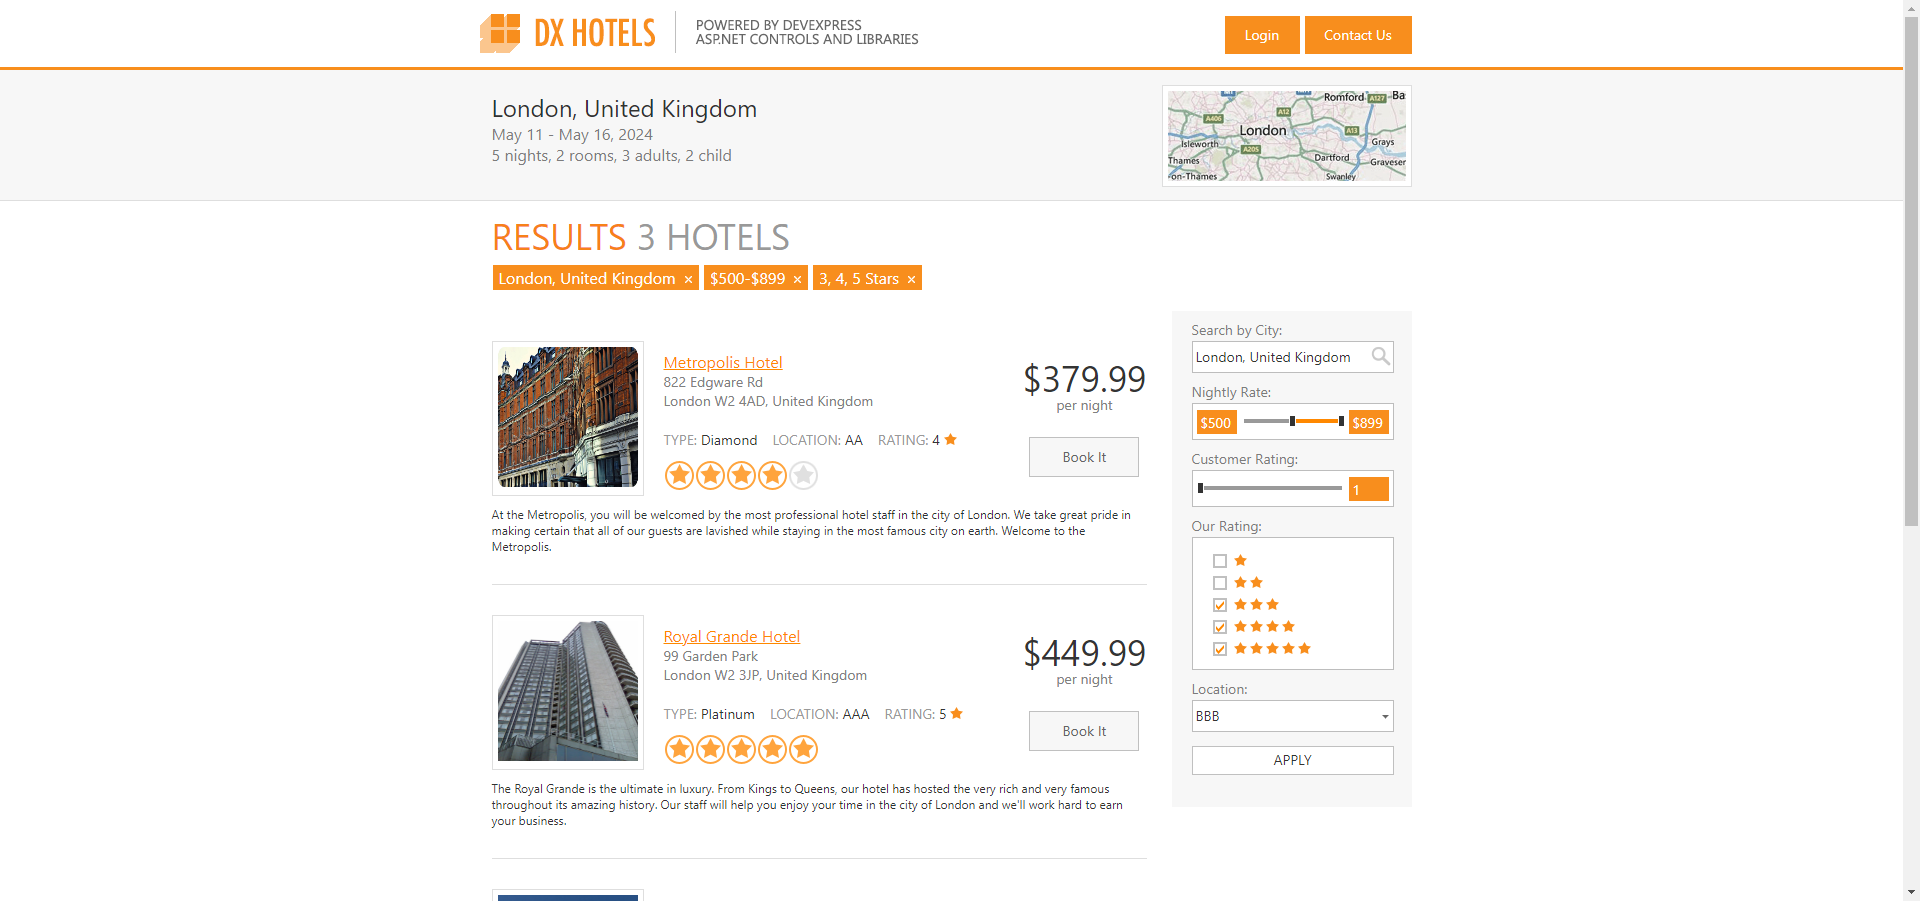 DX HOTELS
POWERED BY DEVEXPRESS
ASP.NET CONTROLS AND LIBRARIES
Login
Contact Us
London, United Kingdom
May 11 - May 16, 2024
5 nights, 2 rooms, 3 adults, 2 child
Romford A127 Ba
A12
A406
London
A13
Isleworth
A205
Grays
Thames
Dartford
Gravesen
-on-Thames
Swanley
RESULTS 3 HOTELS
London, United Kingdom ×
$500-$899 ×
3, 4, 5 Stars ×
Metropolis Hotel
822 Edgware Rd
London W2 4AD, United Kingdom
TYPE: Diamond LOCATION: AA RATING: 4
$379.99
per night
Book It
At the Metropolis, you will be welcomed by the most professional hotel staff in the city of London. We take great pride in
making certain that all of our guests are lavished while staying in the most famous city on earth. Welcome to the
Metropolis.
Royal Grande Hotel
99 Garden Park
London W2 3JP, United Kingdom
TYPE: Platinum LOCATION: AAA RATING: 5
$449.99
per night
Book It
The Royal Grande is the ultimate in luxury. From Kings to Queens, our hotel has hosted the very rich and very famous
throughout its amazing history. Our staff will help you enjoy your time in the city of London and we'll work hard to earn
your business.
Search by City:
London, United Kingdom
Nightly Rate:
$500
$899
Customer Rating:
1
Our Rating:
Location:
BBB
APPLY